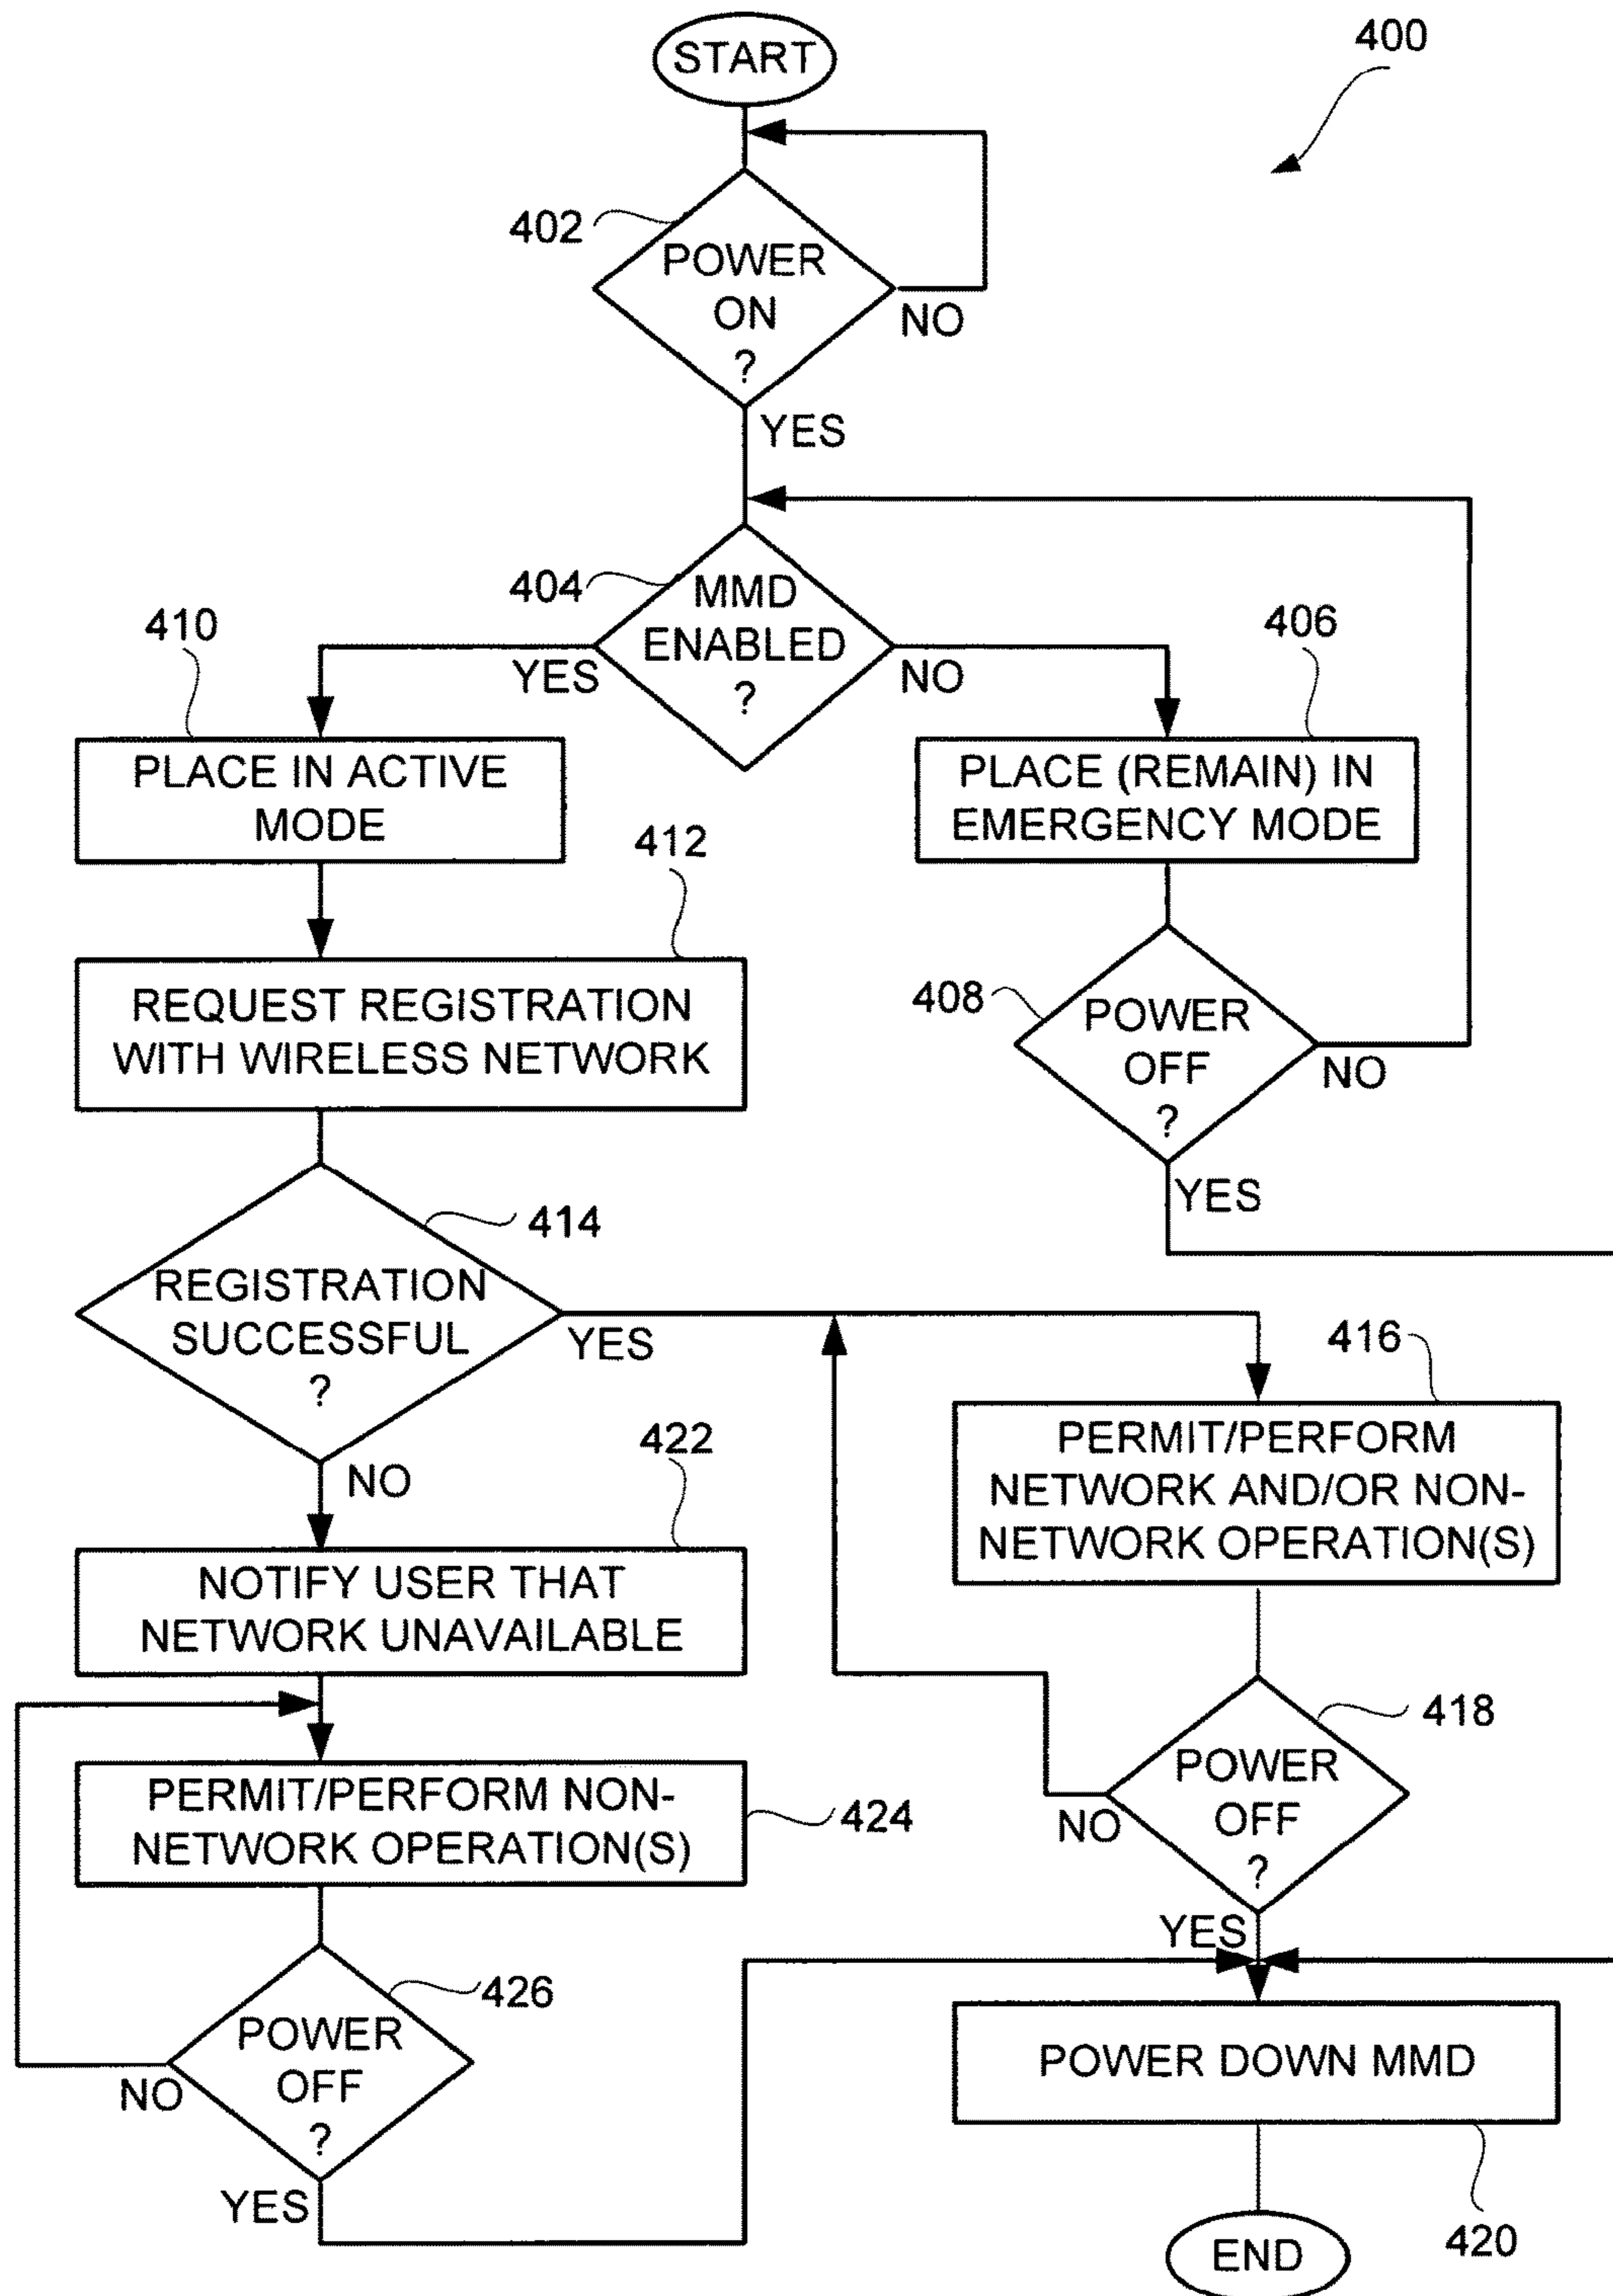 START
400
402
POWER
ON
?
NO
YES
404
MMD
ENABLED
?
YES
NO
410
PLACE IN ACTIVE
MODE
406
PLACE (REMAIN) IN
EMERGENCY MODE
412
REQUEST REGISTRATION
WITH WIRELESS NETWORK
408
POWER
OFF
?
NO
YES
414
REGISTRATION
SUCCESSFUL
?
YES
NO
416
PERMIT/PERFORM
NETWORK AND/OR NON-
NETWORK OPERATION(S)
422
NOTIFY USER THAT
NETWORK UNAVAILABLE
418
POWER
OFF
?
NO
YES
PERMIT/PERFORM NON-
NETWORK OPERATION(S)
424
426
POWER
OFF
?
NO
YES
POWER DOWN MMD
420
END